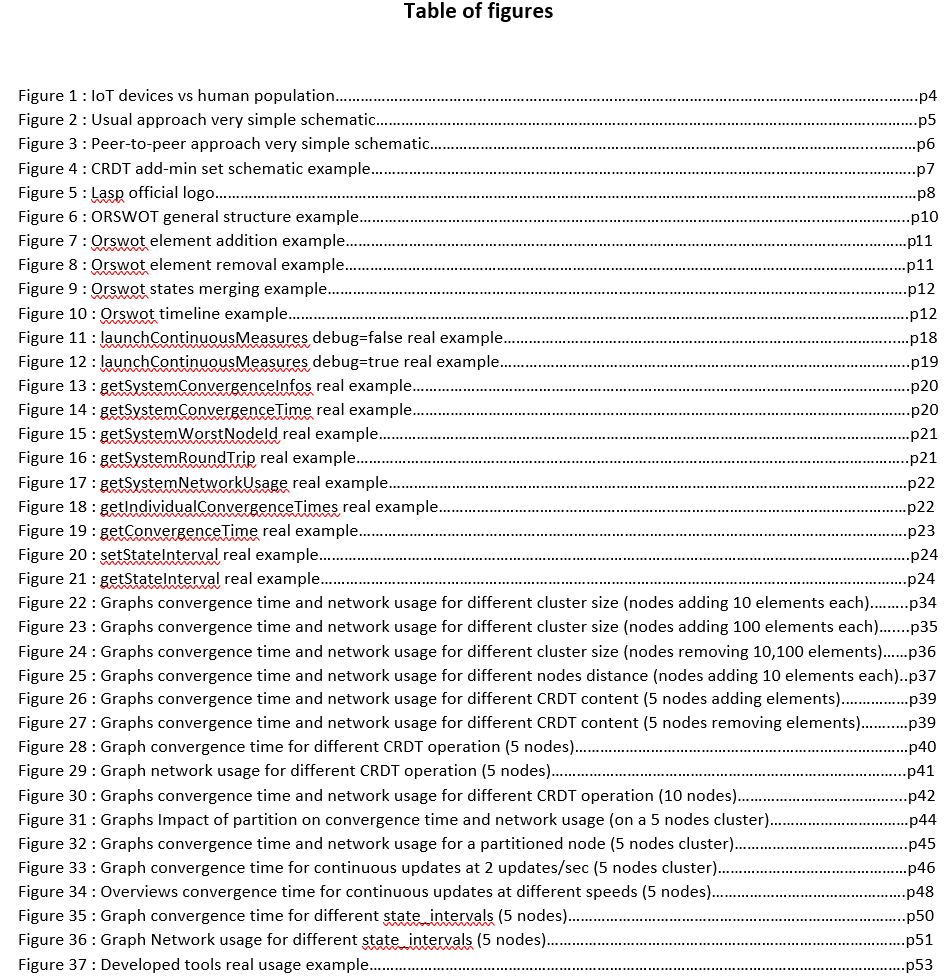 Table of figures
Figure 1 : IoT devices vs human population……………………………………………………………………………………………..p4
Figure 2 : Usual approach very simple schematic……………………………………………………………………………………..p5
Figure 3 : Peer-to-peer approach very simple schematic…………………………………………………………………………p6
Figure 4 : CRDT add-min set schematic example………………………………………………………………………………………p7
Figure 5 : Lasp official logo………………………………………………………………………………………………………………………p8
Figure 6 : ORSWOT general structure example………………………………………………………………………………………..p10
Figure 7 : Orswot element addition example…………………………………………………………………………………………..p11
Figure 8 : Orswot element removal example…………………………………………………………………………………………..p11
Figure 9 : Orswot states merging example………………………………………………………………………………………………p12
Figure 10 : Orswot timeline example………………………………………………………………………………………………………p12
Figure 11 : launchContinuousMeasures debug=false real example………………………………………………………….p18
Figure 12 : launchContinuousMeasures debug=true real example…………………………………………………………..p19
Figure 13 : getSystemConvergenceInfos real example……………………………………………………………………………..p20
Figure 14 : getSystemConvergenceTime real example……………………………………………………………………………..p20
Figure 15 : getSystemWorstNodeId real example…………………………………………………………………………………….p21
Figure 16 : getSystemRoundTrip real example…………………………………………………………………………………………p21
Figure 17 : getSystemNetworkUsage real example………………………………………………………………………………….p22
Figure 18 : getIndividualConvergenceTimes real example………………………………………………………………………..p22
Figure 19 : getConvergenceTime real example………………………………………………………………………………………..p23
Figure 20 : setStateInterval real example………………………………………………………………………………………………..p24
Figure 21 : getStateInterval real example………………………………………………………………………………………………..p24
Figure 22 : Graphs convergence time and network usage for different cluster size (nodes adding 10 elements each)………p34
Figure 23 : Graphs convergence time and network usage for different cluster size (nodes adding 100 elements each)…....p35
Figure 24 : Graphs convergence time and network usage for different cluster size (nodes removing 10,100 elements)……p36
Figure 25 : Graphs convergence time and network usage for different nodes distance (nodes adding 10 elements each)..p37
Figure 26 : Graphs convergence time and network usage for different CRDT content (5 nodes adding elements)……………p39
Figure 27 : Graphs convergence time and network usage for different CRDT content (5 nodes removing elements)………..p39
Figure 28 : Graph convergence time for different CRDT operation (5 nodes)……………………………………………………p40
Figure 29 : Graph network usage for different CRDT operation (5 nodes)………………………………………………………..p41
Figure 30 : Graphs convergence time and network usage for different CRDT operation (10 nodes)……………………………..p42
Figure 31 : Graphs Impact of partition on convergence time and network usage (on a 5 nodes cluster)………………………..p44
Figure 32 : Graphs convergence time and network usage for a partitioned node (5 nodes cluster)……………………………..p45
Figure 33 : Graph convergence time for continuous updates at 2 updates/sec (5 nodes cluster)…………………………………p46
Figure 34 : Overviews convergence time for continuous updates at different speeds (5 nodes)…………………………………..p48
Figure 35 : Graph convergence time for different state_intervals (5 nodes)……………………………………………………..p50
Figure 36 : Graph Network usage for different state_intervals (5 nodes)…………………………………………………………p51
Figure 37 : Developed tools real usage example……………………………………………………………………………………..p53